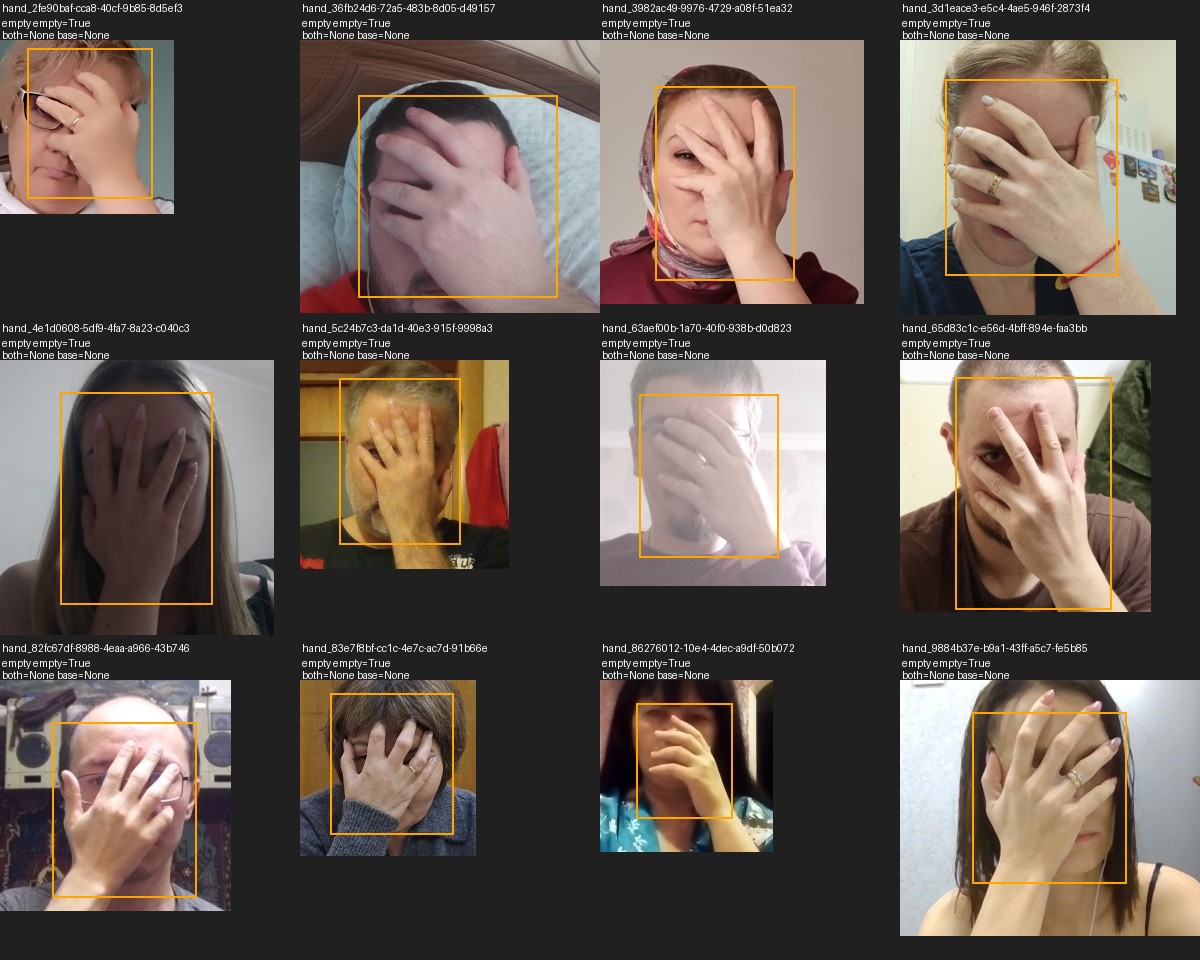 hand_2fe90baf-cca8-40cf-9b85-8d5ef3
empty empty=True
both=None base=None
hand_36fb24d6-72a5-483b-8d05-d49157
empty empty=True
both=None base=None
hand_3982ac49-9976-4729-a08f-51ea32
empty empty=True
both=None base=None
hand_3d1eace3-e5c4-4ae5-946f-2873f4
empty empty=True
both=None base=None
hand_4e1d0608-5df9-4fa7-8a23-c040c3
empty empty=True
both=None base=None
hand_5c24b7c3-da1d-40e3-915f-9998a3
empty empty=True
both=None base=None
hand_63aef00b-1a70-40f0-938b-d0d823
empty empty=True
both=None base=None
hand_65d83c1c-e56d-4bff-894e-faa3bb
empty empty=True
both=None base=None
hand_82fc67df-8988-4eaa-a966-43b746
empty empty=True
both=None base=None
hand_83e7f8bf-cc1c-4e7c-ac7d-91b66e
empty empty=True
both=None base=None
hand_86276012-10e4-4dec-a9df-50b072
empty empty=True
both=None base=None
hand_9884b37e-b9a1-43ff-a5c7-fe5b85
empty empty=True
both=None base=None